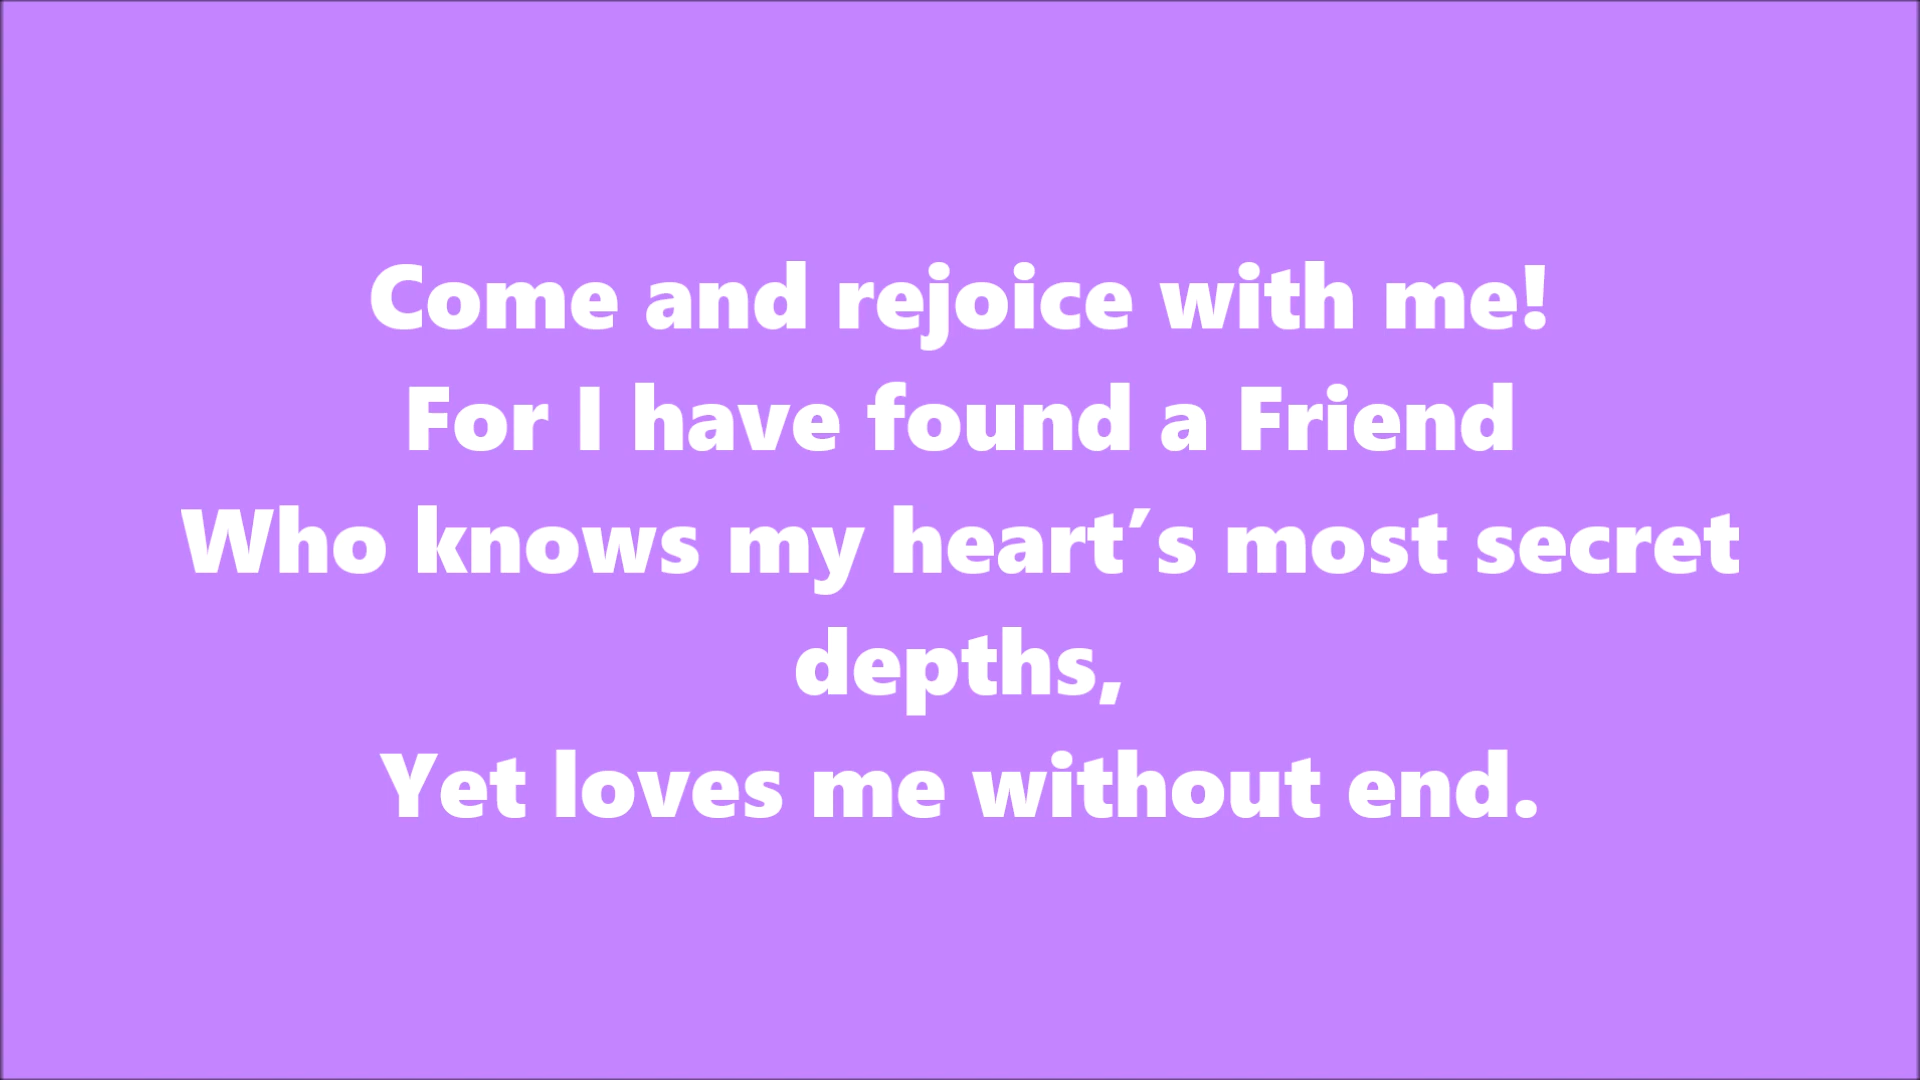 Come and rejoice with me!
For I have found a Friend
Who knows my heart’s most secret
depths,
Yet loves me without end.